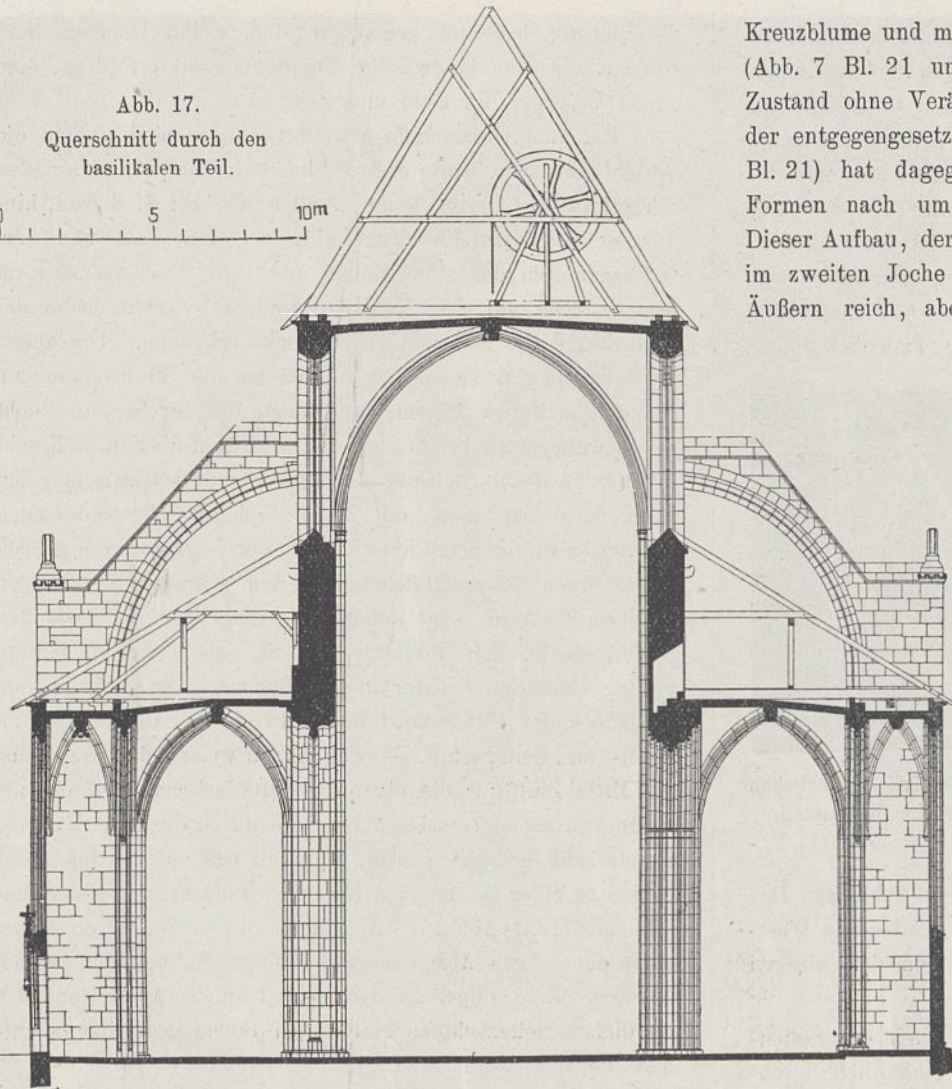 Abb. 17.
Querschnitt durch den
basilikalen Teil.
5 10m
Kreuzblume und m
(Abb. 7 Bl. 21 un
Zustand ohne Verä
der entgegengesetz
Bl. 21) hat dageg
Formen nach um
Dieser Aufbau, der
im zweiten Joche
Äußern reich, abe